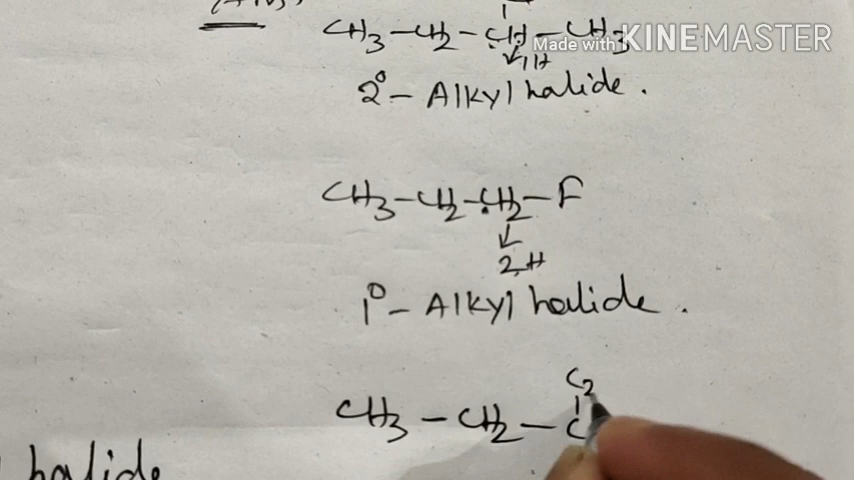 CH3 – CH2 – CH – CH3
Made with KINEMASTER
1H
2° – Alkyl halide .
CH3 – CH2 – CH2 – F
2H
1° – Alkyl halide .
C2
CH3 – CH2 – C
halide